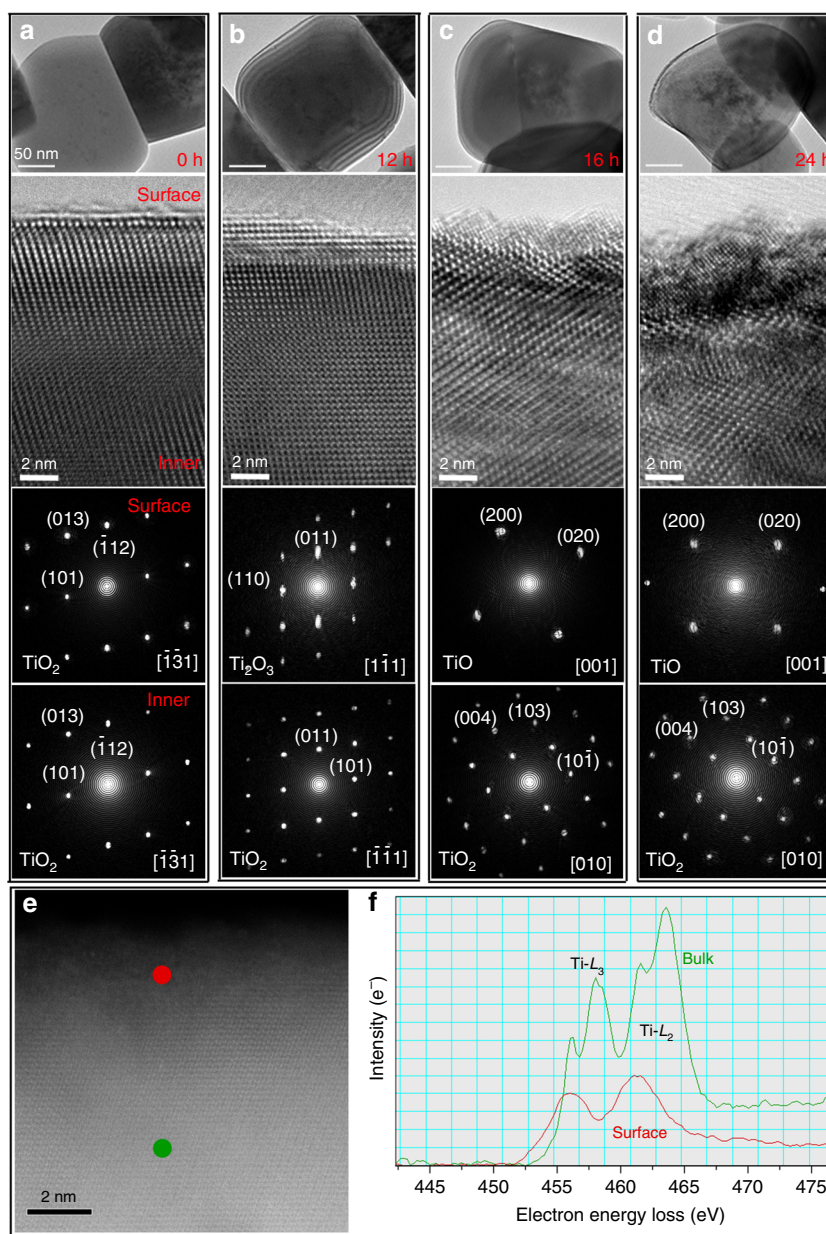 a
50 nm
0 h
b
12 h
c
16 h
d
24 h
Surface
Inner
2 nm
2 nm
2 nm
2 nm
Surface
(013)
(1̄12)
(101)
TiO₂
[1̄3̄1]
(011)
(110)
Ti₂O₃
[11̄1]
(200)
(020)
TiO
[001]
(200)
(020)
TiO
[001]
Inner
(013)
(1̄12)
(101)
TiO₂
[1̄3̄1]
(011)
(101)
TiO₂
[1̄1̄1]
(103)
(004)
(101̄)
TiO₂
[010]
(103)
(004)
(101̄)
TiO₂
[010]
e
2 nm
f
Intensity (e⁻)
Ti-L₃
Bulk
Ti-L₂
Surface
445 450 455 460 465 470 475
Electron energy loss (eV)